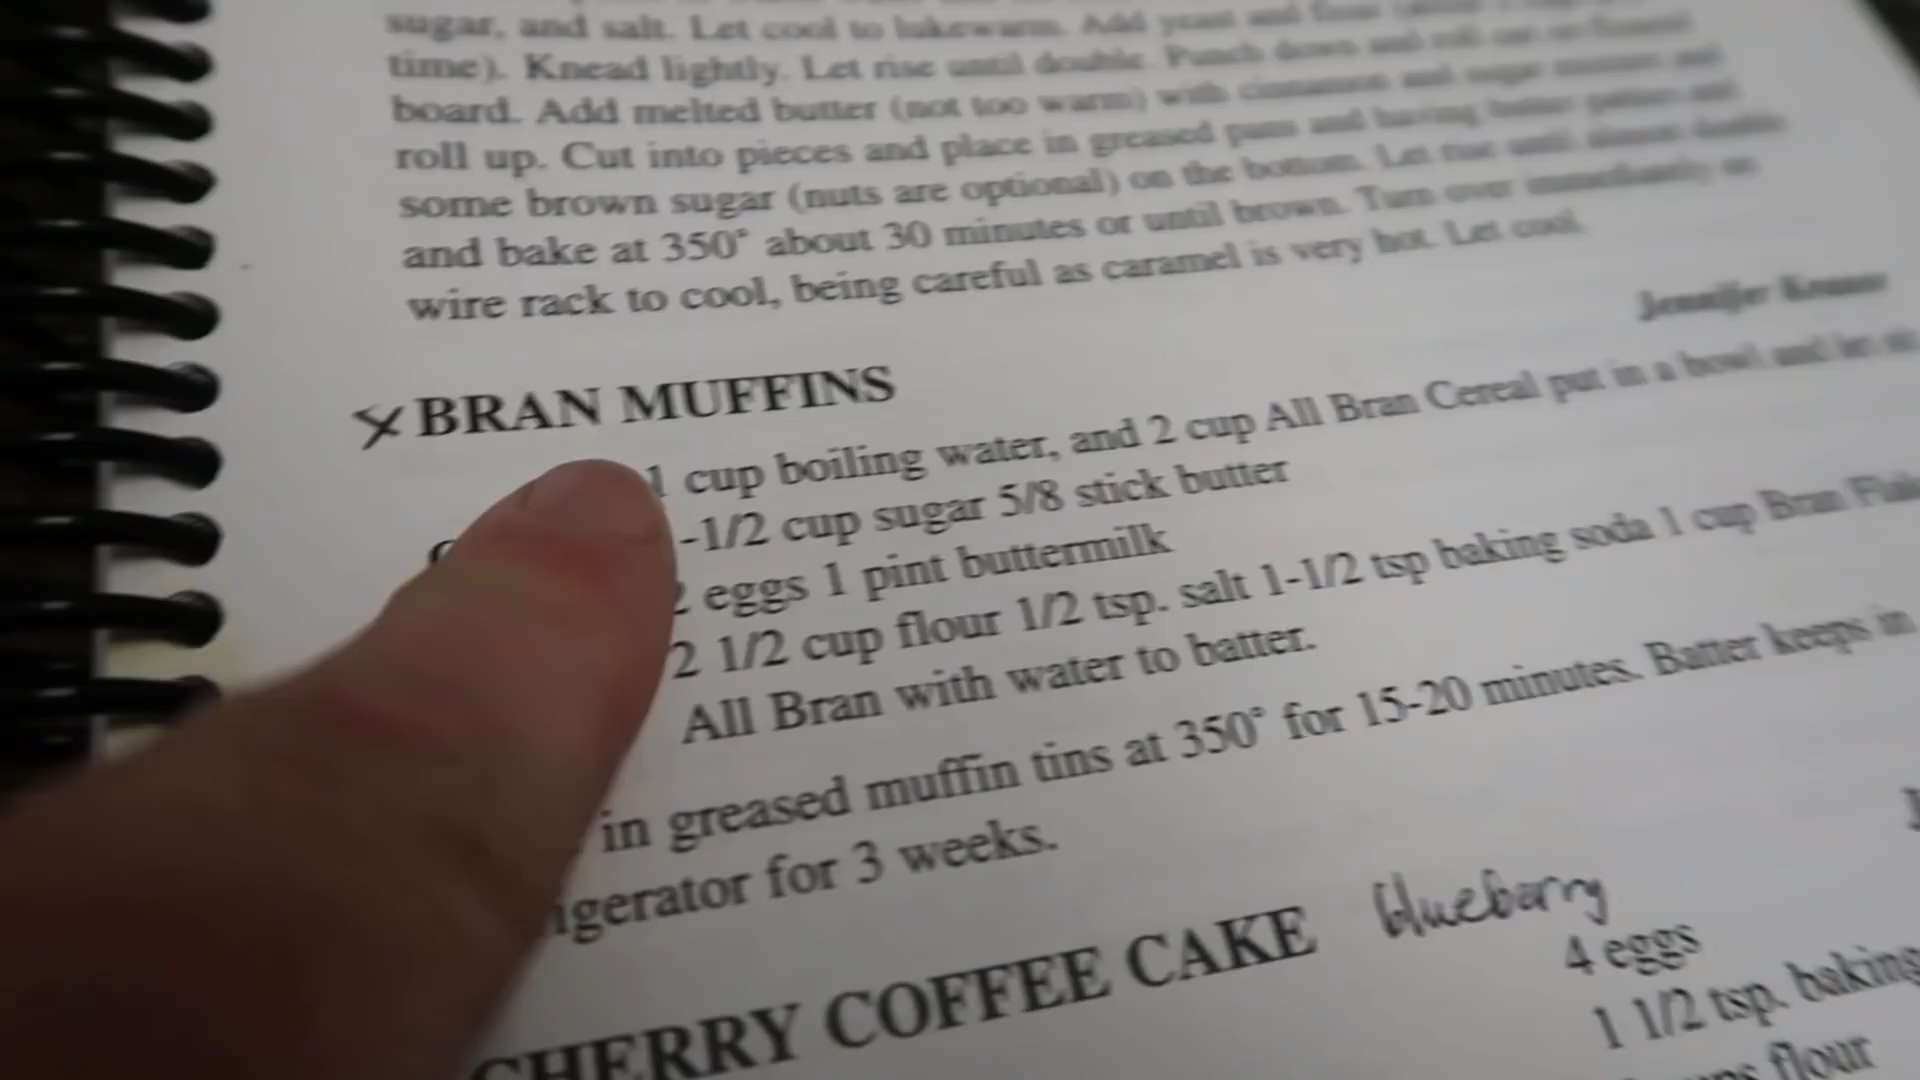 sugar, and salt. Let cool to lukewarm. Add yeast and flour
time). Knead lightly. Let rise until double. Punch down and roll out on floured
board. Add melted butter (not too warm) with cinnamon and sugar mixture and
roll up. Cut into pieces and place in greased pans and having butter patties and
some brown sugar (nuts are optional) on the bottom. Let rise until almost double
and bake at 350° about 30 minutes or until brown. Turn over immediately on
wire rack to cool, being careful as caramel is very hot. Let cool.
Jennifer
X BRAN MUFFINS
1 cup boiling water, and 2 cup All Bran Cereal put in a bowl and let
-1/2 cup sugar 5/8 stick butter
2 eggs 1 pint buttermilk
2 1/2 cup flour 1/2 tsp. salt 1-1/2 tsp baking soda 1 cup Bran
All Bran with water to batter.
in greased muffin tins at 350° for 15-20 minutes. Batter keeps in
igerator for 3 weeks.
CHERRY COFFEE CAKE blueberry
4 eggs
1 1/2 tsp. baking
flour